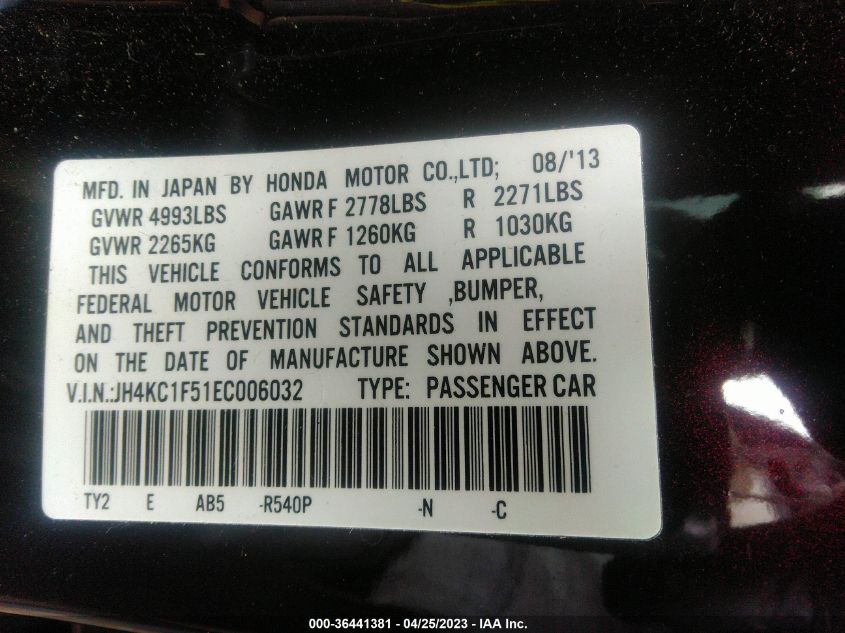 MFD. IN JAPAN BY HONDA MOTOR CO.,LTD; 08/'13
GVWR 4993LBS GAWR F 2778LBS R 2271LBS
GVWR 2265KG GAWR F 1260KG R 1030KG
THIS VEHICLE CONFORMS TO ALL APPLICABLE
FEDERAL MOTOR VEHICLE SAFETY ,BUMPER,
AND THEFT PREVENTION STANDARDS IN EFFECT
ON THE DATE OF MANUFACTURE SHOWN ABOVE.
V.I.N.:JH4KC1F51EC006032 TYPE: PASSENGER CAR
TY2 E AB5 -R540P -N -C
000-36441381 - 04/25/2023 - IAA Inc.